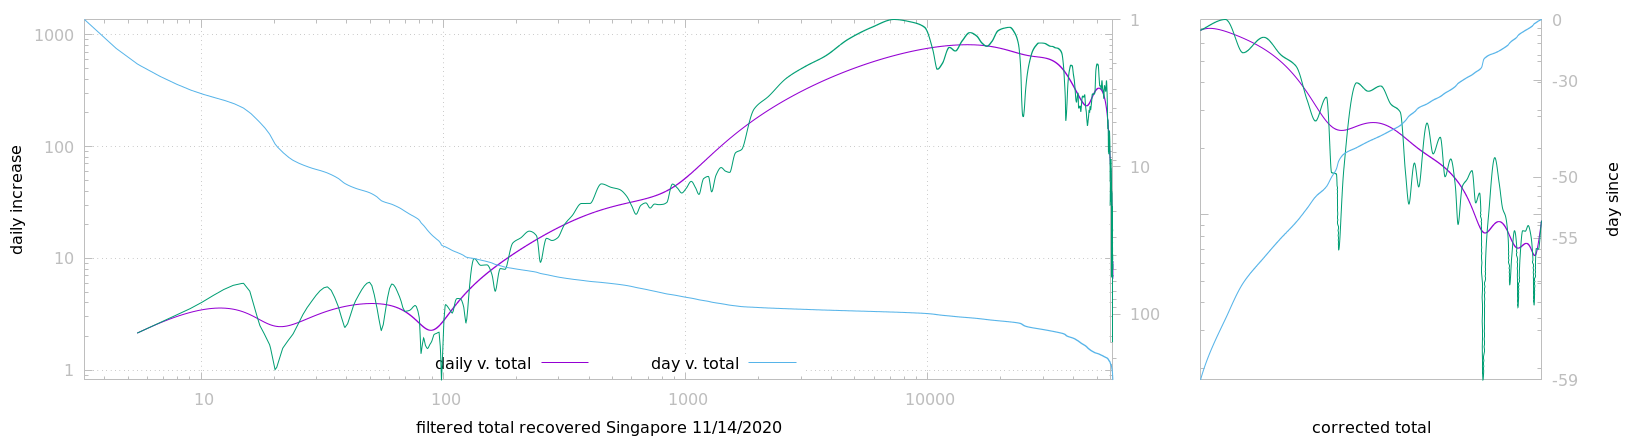 1000
100
10
1
daily increase
10
100
1000
10000
filtered total recovered Singapore 11/14/2020
daily v. total
day v. total
1
10
100
day since
0
-30
-50
-55
-59
corrected total